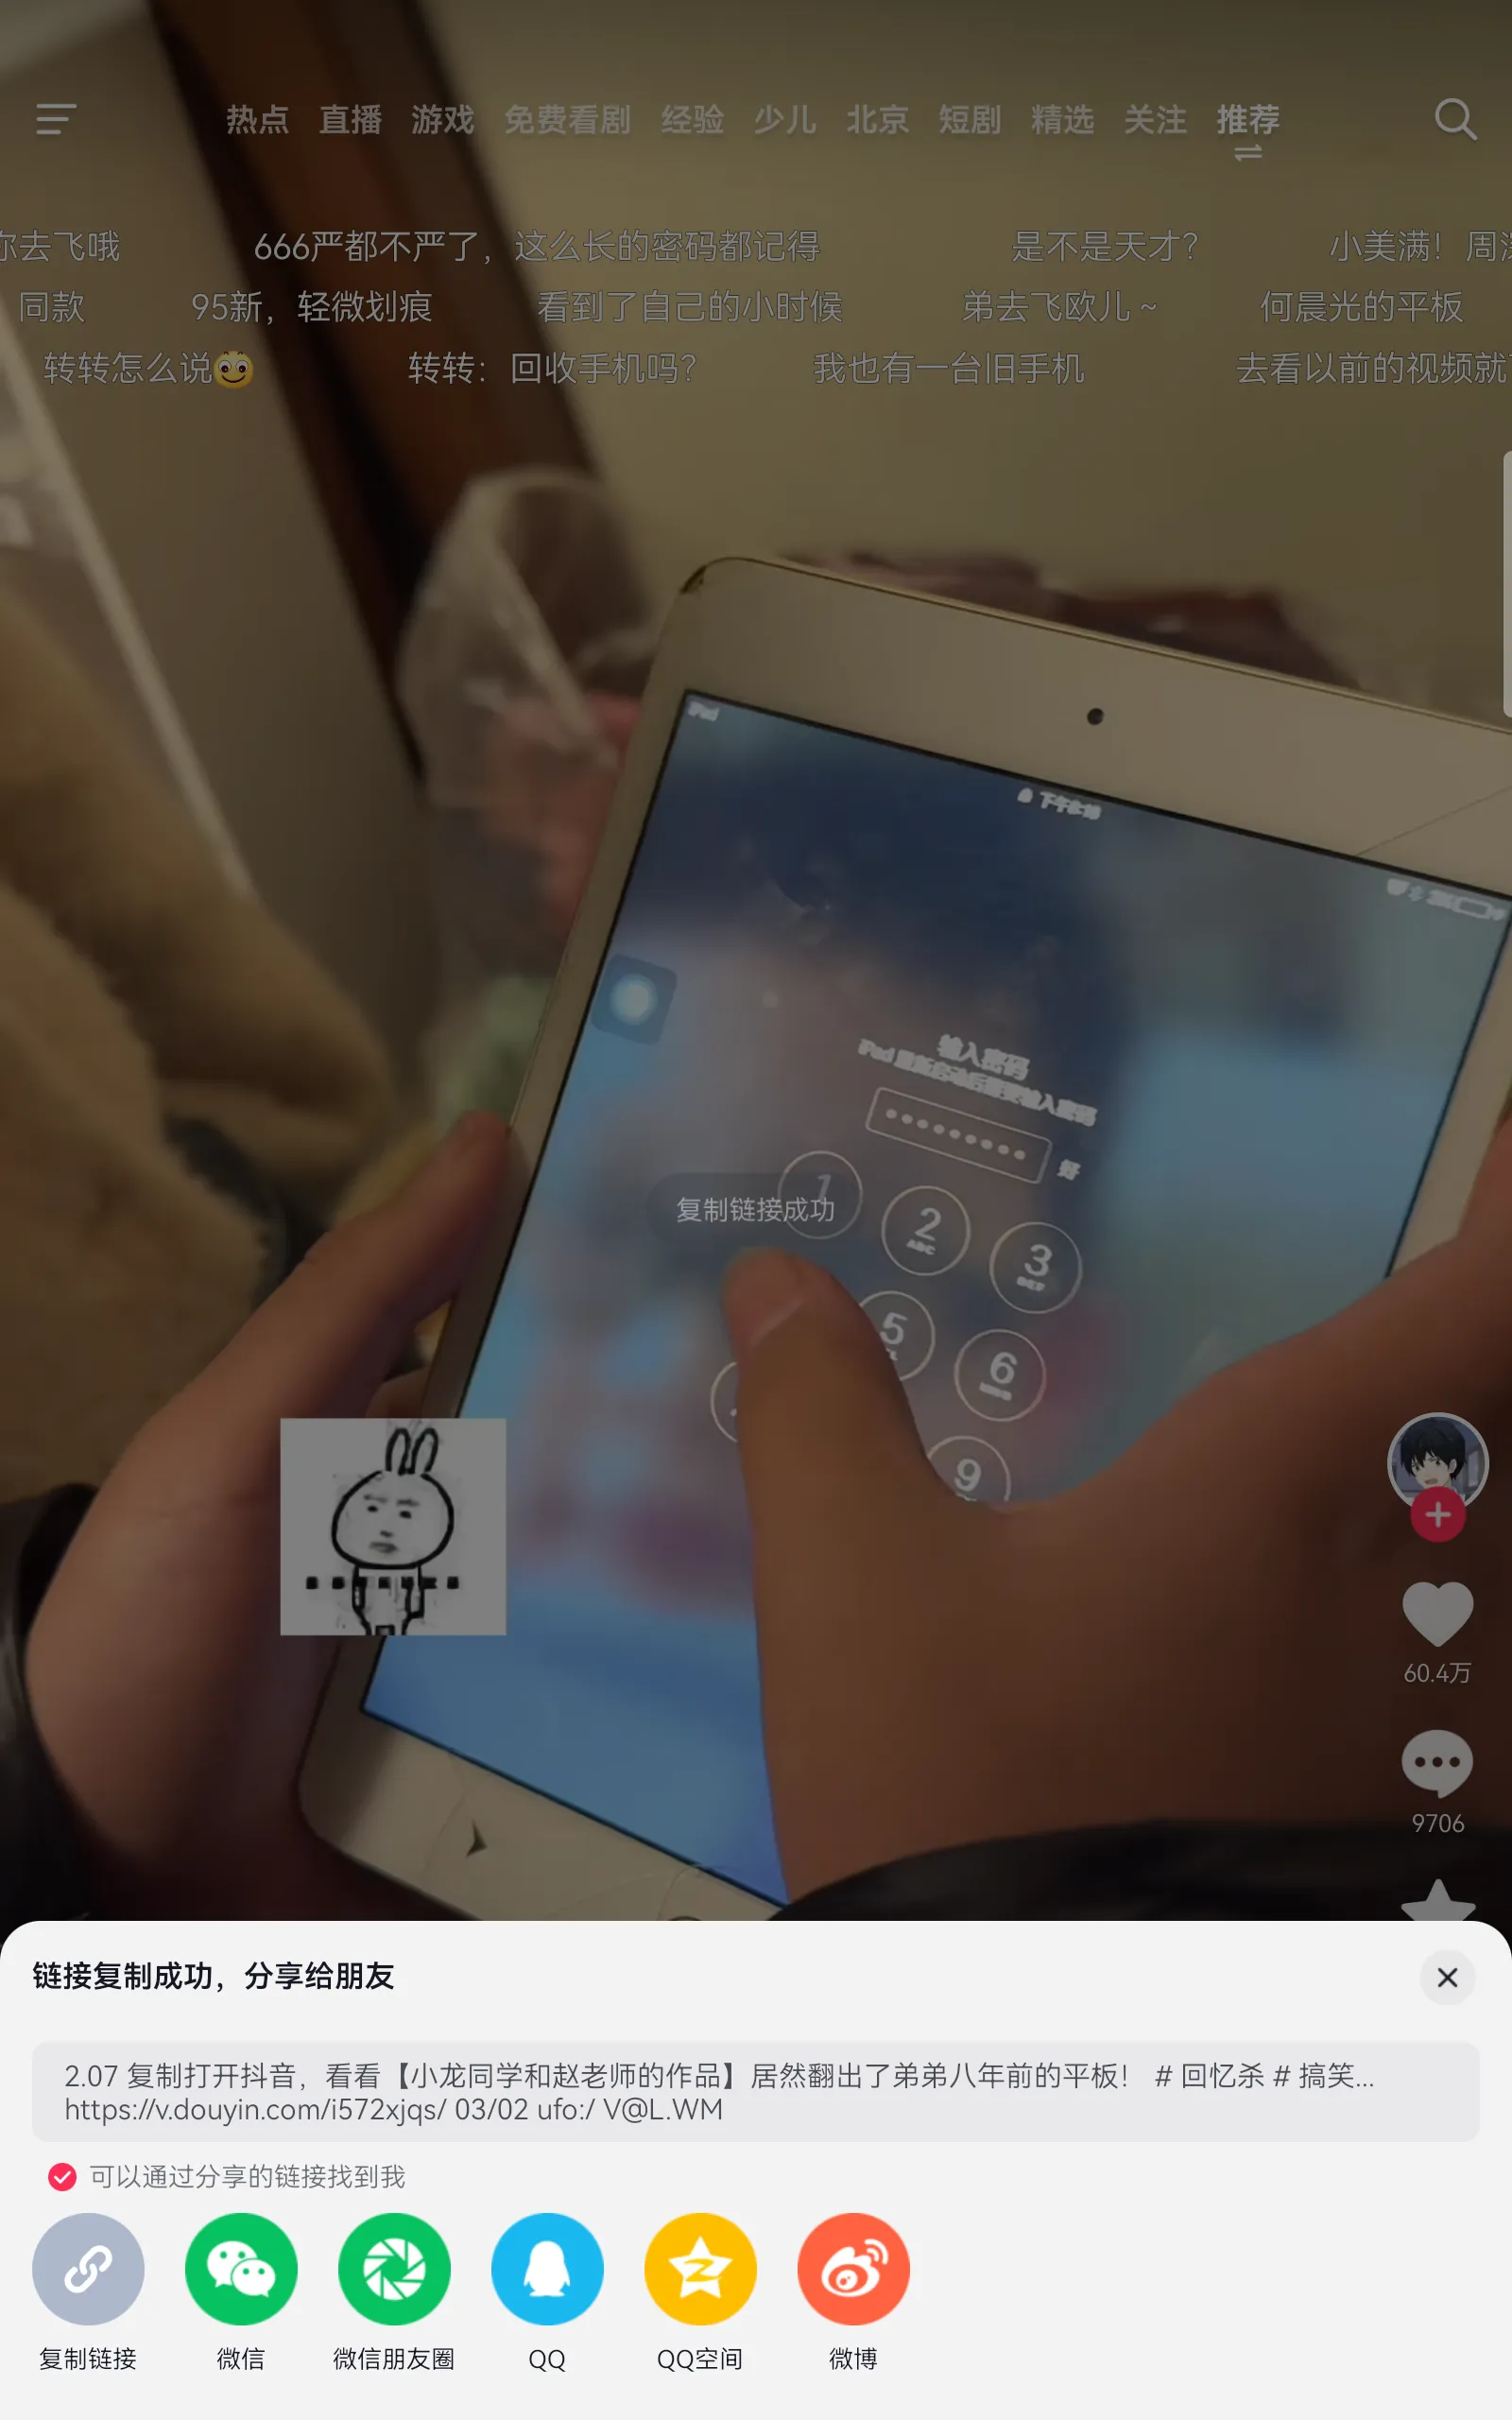 热点 直播 游戏 免费看剧 经验 少儿 北京 短剧 精选 关注 推荐
你去飞哦 666严都不严了，这么长的密码都记得 是不是天才？ 小美满！周深
同款 95新，轻微划痕 看到了自己的小时候 弟去飞欧儿～ 何晨光的平板
转转怎么说 转转：回收手机吗？ 我也有一台旧手机 去看以前的视频就
iPad
输入密码
iPad 重新启动后需要输入密码
好
复制链接成功
1
2
ABC
3
DEF
5
6
MNO
9
60.4万
9706
链接复制成功，分享给朋友
2.07 复制打开抖音，看看【小龙同学和赵老师的作品】居然翻出了弟弟八年前的平板！ # 回忆杀 # 搞笑...
https://v.douyin.com/i572xjqs/ 03/02 ufo:/ V@L.WM
可以通过分享的链接找到我
复制链接 微信 微信朋友圈 QQ QQ空间 微博